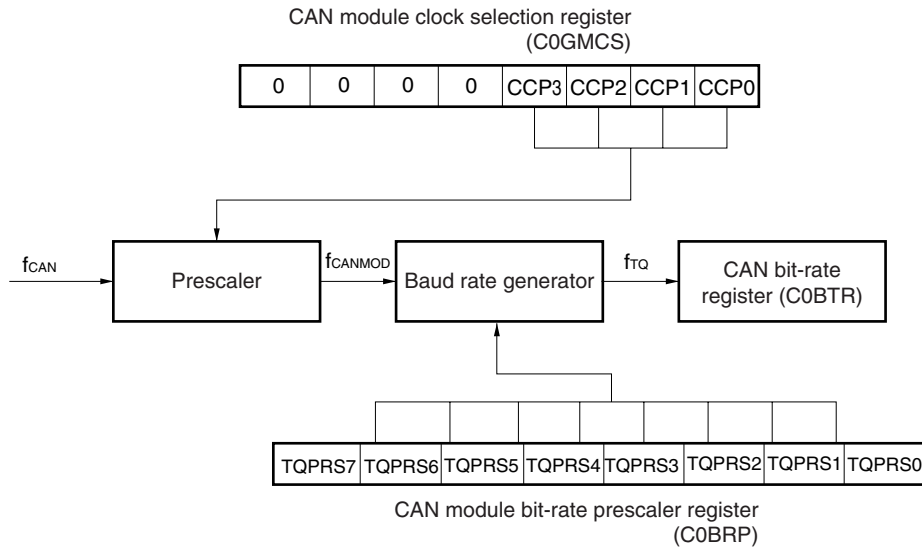 CAN module clock selection register
(C0GMCS)
0 0 0 0 CCP3 CCP2 CCP1 CCP0
fCAN
Prescaler
fCANMOD
Baud rate generator
fTQ
CAN bit-rate
register (C0BTR)
TQPRS7 TQPRS6 TQPRS5 TQPRS4 TQPRS3 TQPRS2 TQPRS1 TQPRS0
CAN module bit-rate prescaler register
(C0BRP)